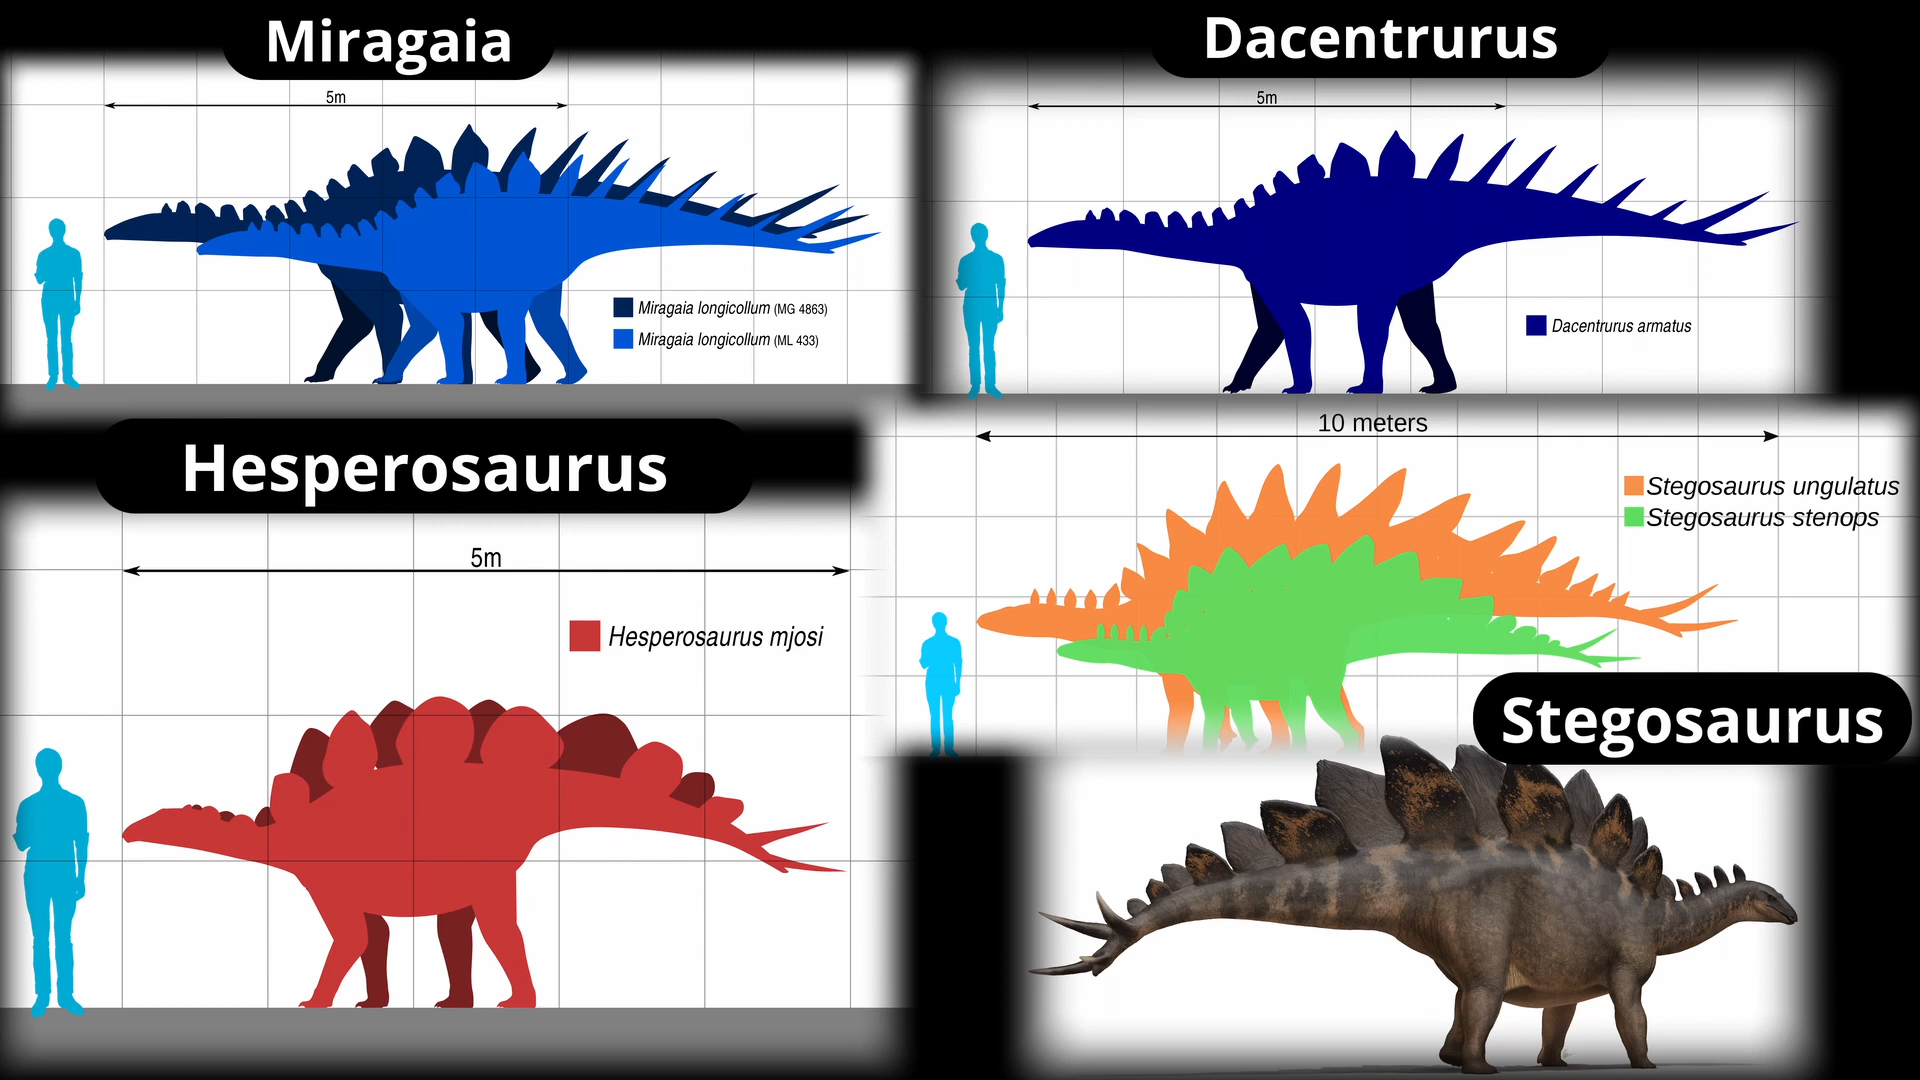 Miragaia
5m
Miragaia longicollum (MG 4863)
Miragaia longicollum (ML 433)
Dacentrurus
5m
Dacentrurus armatus
Hesperosaurus
5m
Hesperosaurus mjosi
10 meters
Stegosaurus ungulatus
Stegosaurus stenops
Stegosaurus